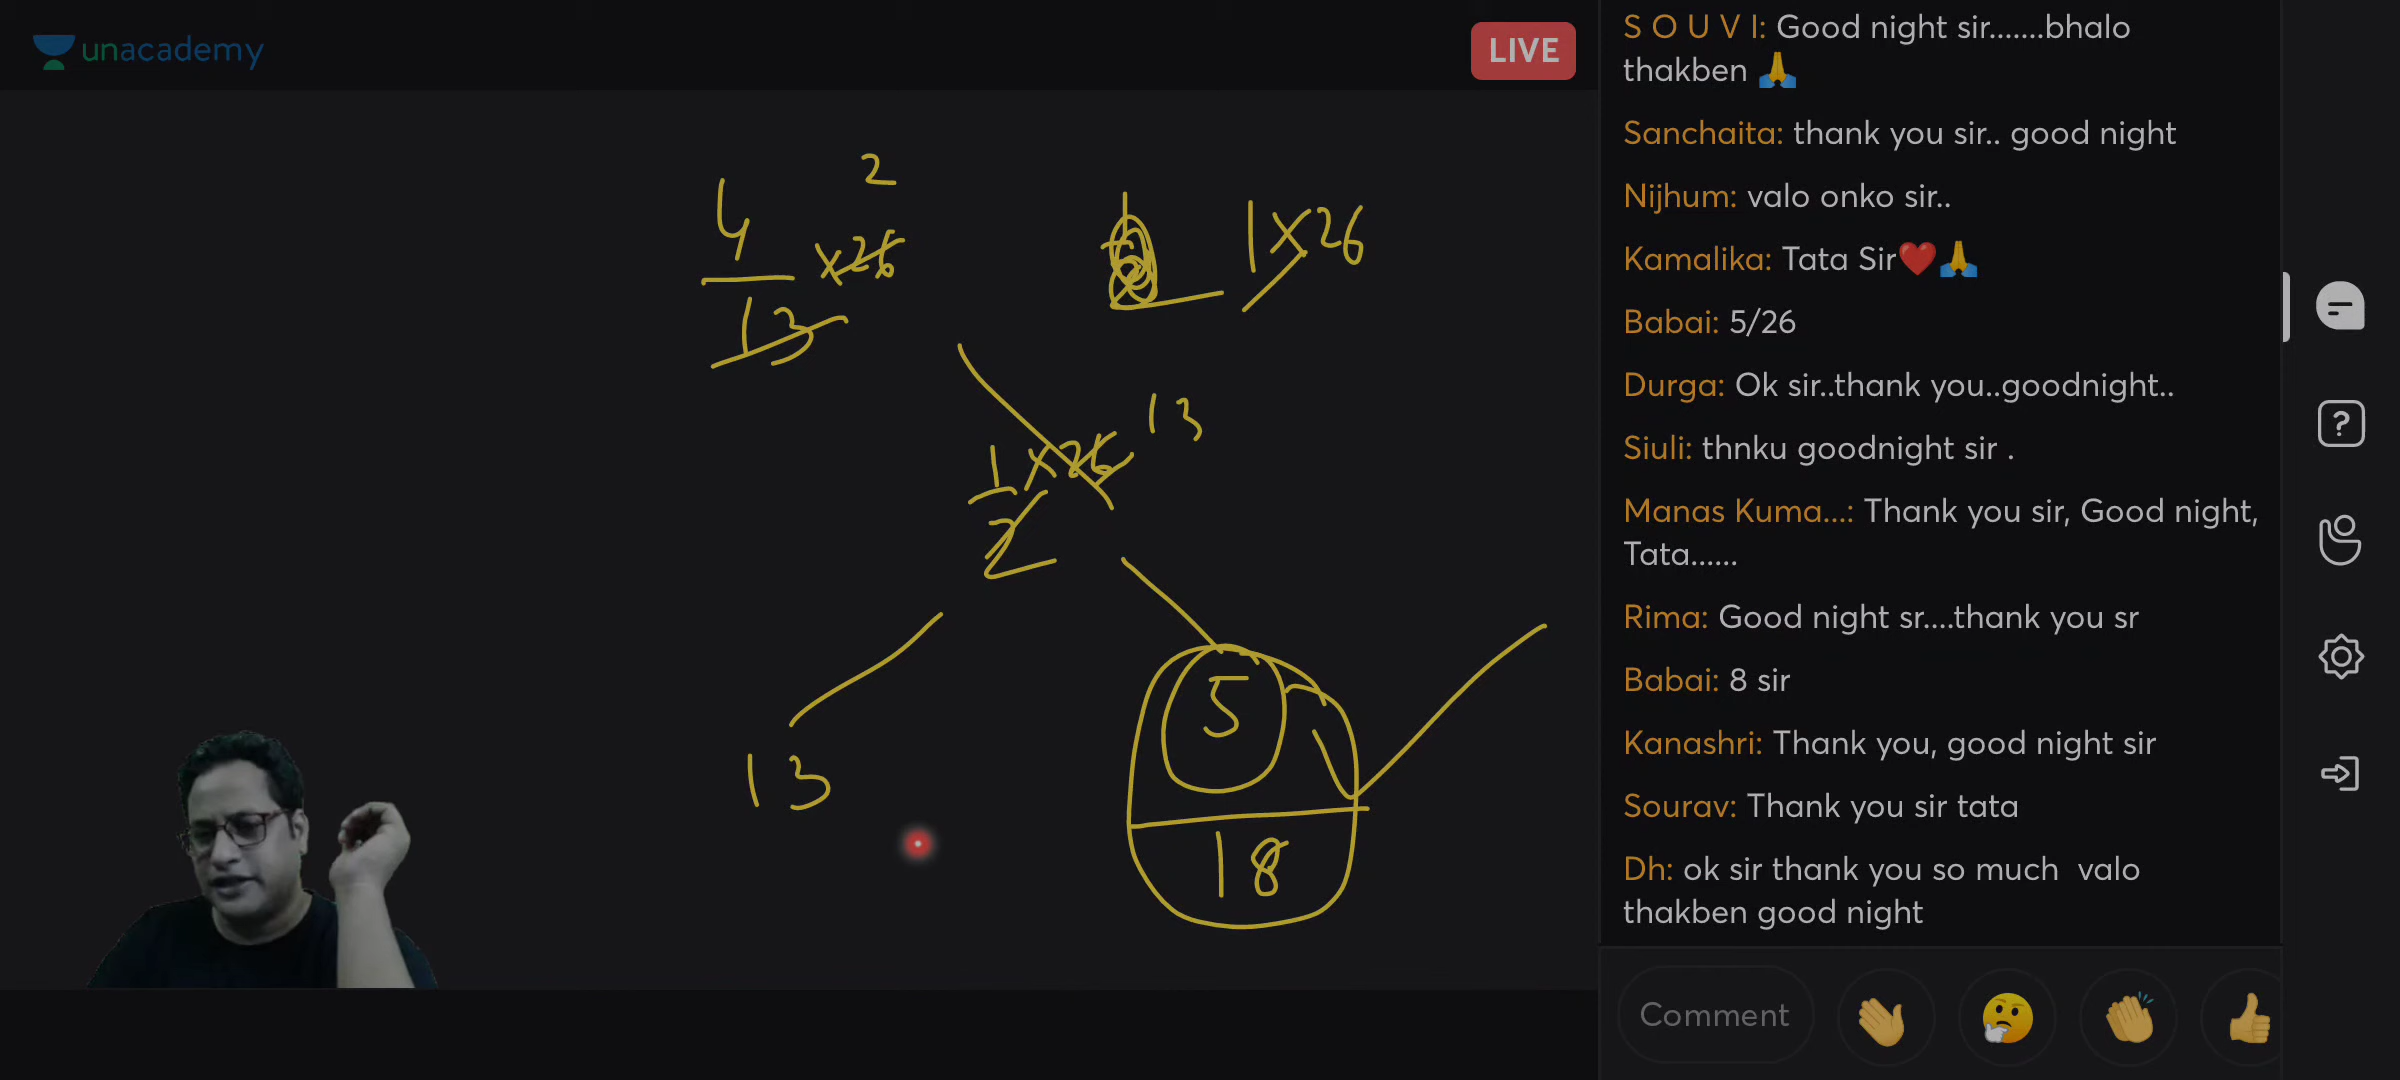 unacademy
LIVE
2
4
×26
13
1×26
13
1
×26
2
5
13
18
S O U V I: Good night sir.......bhalo
thakben 🙏
Sanchaita: thank you sir.. good night
Nijhum: valo onko sir..
Kamalika: Tata Sir❤️🙏
Babai: 5/26
Durga: Ok sir..thank you..goodnight..
Siuli: thnku goodnight sir .
Manas Kuma...: Thank you sir, Good night,
Tata......
Rima: Good night sr....thank you sr
Babai: 8 sir
Kanashri: Thank you, good night sir
Sourav: Thank you sir tata
Dh: ok sir thank you so much  valo
thakben good night
Comment